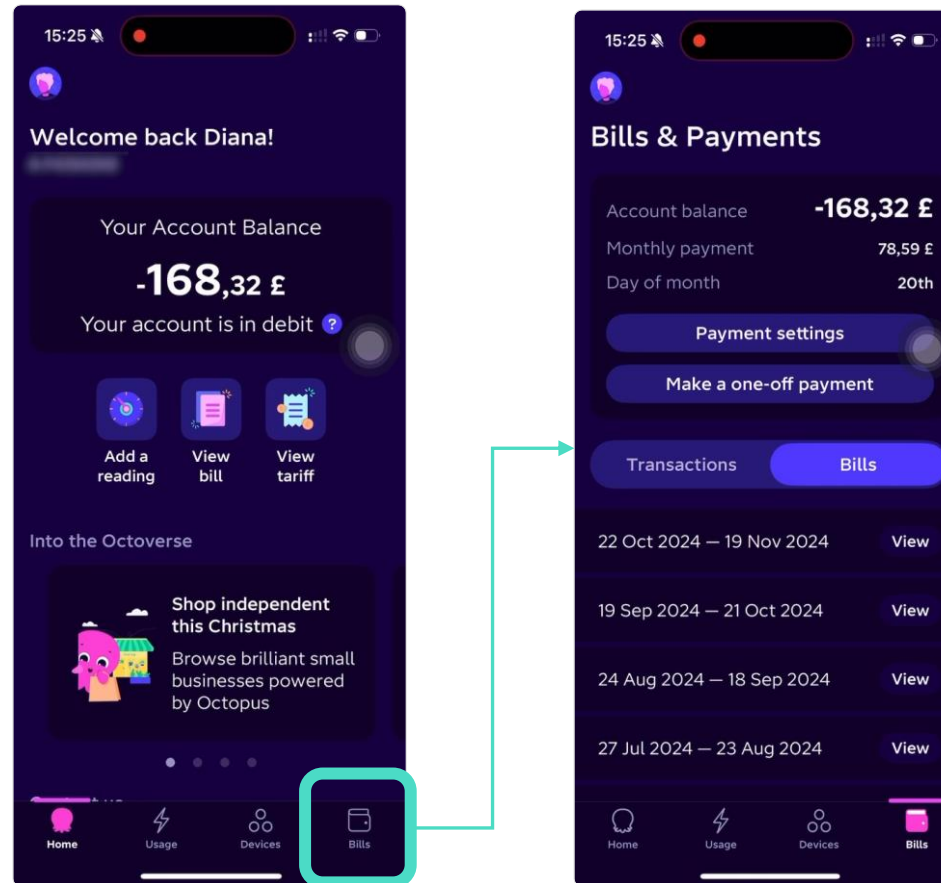 15:25
Welcome back Diana!
Your Account Balance
-168,32 £
Your account is in debit ?
Add a
reading
View
bill
View
tariff
Into the Octoverse
Shop independent
this Christmas
Browse brilliant small
businesses powered
by Octopus
Home
Usage
Devices
Bills
15:25
Bills & Payments
Account balance -168,32 £
Monthly payment 78,59 £
Day of month 20th
Payment settings
Make a one-off payment
Transactions
Bills
22 Oct 2024 — 19 Nov 2024 View
19 Sep 2024 — 21 Oct 2024 View
24 Aug 2024 — 18 Sep 2024 View
27 Jul 2024 — 23 Aug 2024 View
Home
Usage
Devices
Bills